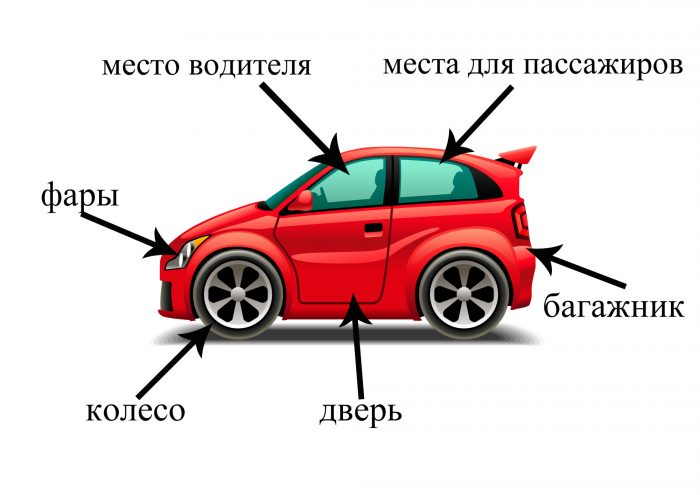 место водителя
места для пассажиров
фары
багажник
колесо
дверь